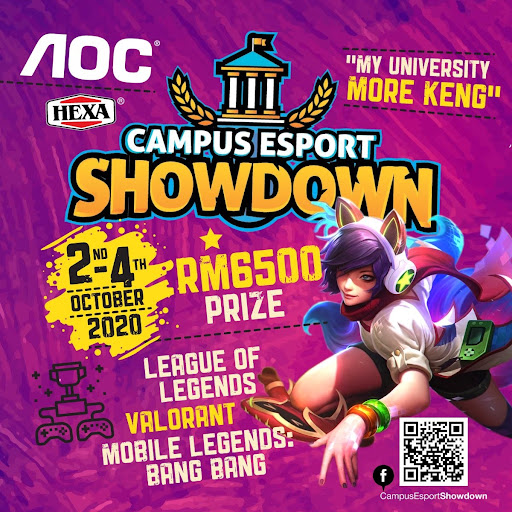 AOC
HEXA
"MY UNIVERSITY
MORE KENG"
CAMPUS ESPORT
SHOWDOWN
2ND-4TH
OCTOBER
2020
RM6500
PRIZE
LEAGUE OF
LEGENDS
VALORANT
MOBILE LEGENDS:
BANG BANG
f
CampusEsportShowdown